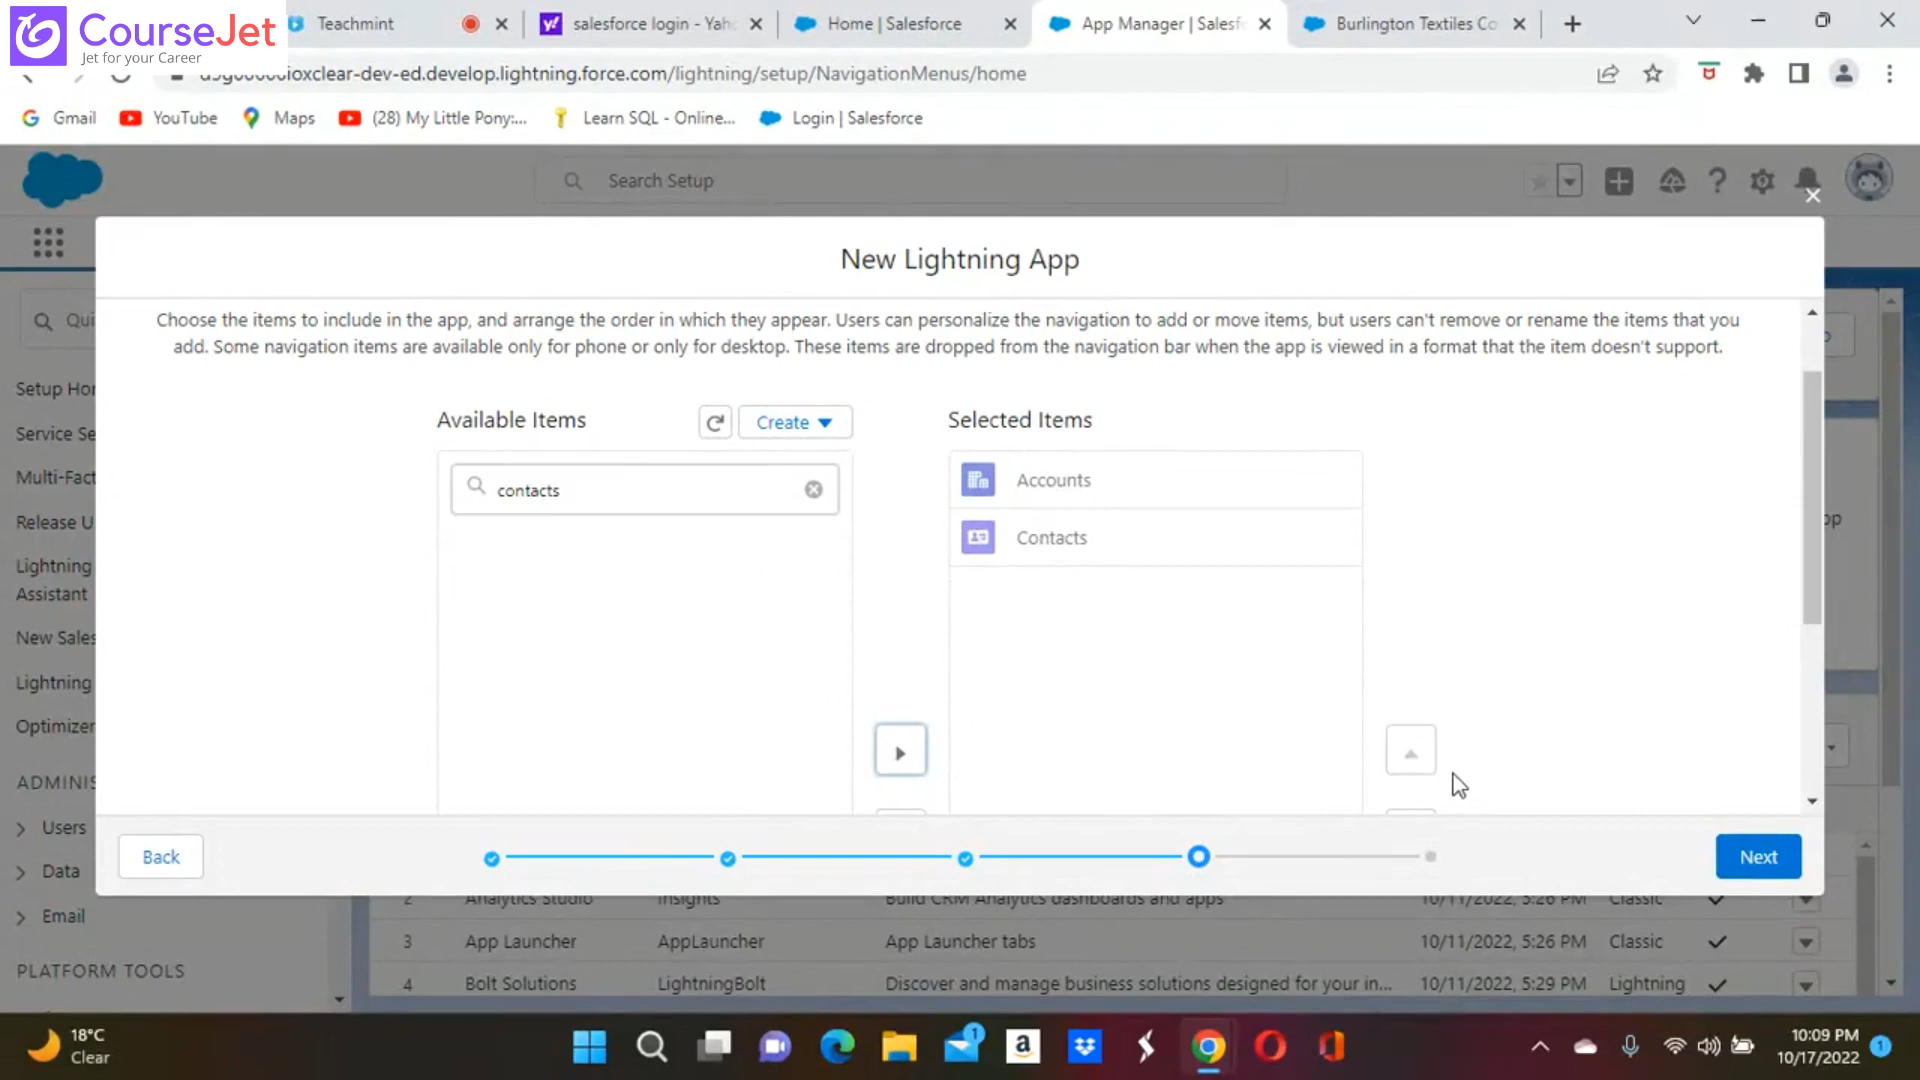 CourseJet
Jet for your Career
Teachmint
salesforce login - Yaho
Home | Salesforce
App Manager | Salesfo
Burlington Textiles Co
ioxclear-dev-ed.develop.lightning.force.com/lightning/setup/NavigationMenus/home
Gmail
YouTube
Maps
(28) My Little Pony:...
Learn SQL - Online...
Login | Salesforce
Search Setup
New Lightning App
Choose the items to include in the app, and arrange the order in which they appear. Users can personalize the navigation to add or move items, but users can't remove or rename the items that you
add. Some navigation items are available only for phone or only for desktop. These items are dropped from the navigation bar when the app is viewed in a format that the item doesn't support.
Available Items
Create
Selected Items
contacts
Accounts
Contacts
Back
Next
Qui
Setup Hom
Service Se
Multi-Fact
Release U
Lightning
Assistant
New Sales
Lightning
Optimizer
ADMINIS
Users
Data
Email
PLATFORM TOOLS
2 Analytics Studio Insights Build CRM Analytics dashboards and apps 10/11/2022, 5:26 PM Classic
3 App Launcher AppLauncher App Launcher tabs 10/11/2022, 5:26 PM Classic
4 Bolt Solutions LightningBolt Discover and manage business solutions designed for your in... 10/11/2022, 5:29 PM Lightning
18°C
Clear
1
10:09 PM
10/17/2022
1